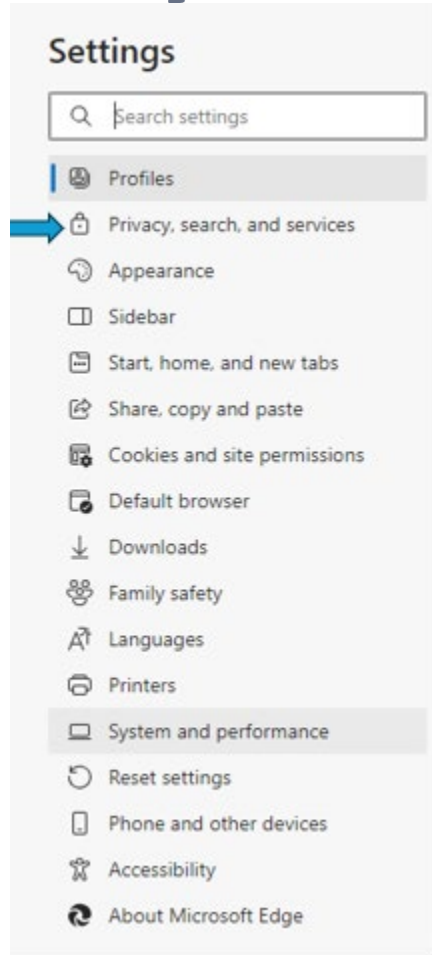 Settings
Search settings
Profiles
Privacy, search, and services
Appearance
Sidebar
Start, home, and new tabs
Share, copy and paste
Cookies and site permissions
Default browser
Downloads
Family safety
Languages
Printers
System and performance
Reset settings
Phone and other devices
Accessibility
About Microsoft Edge